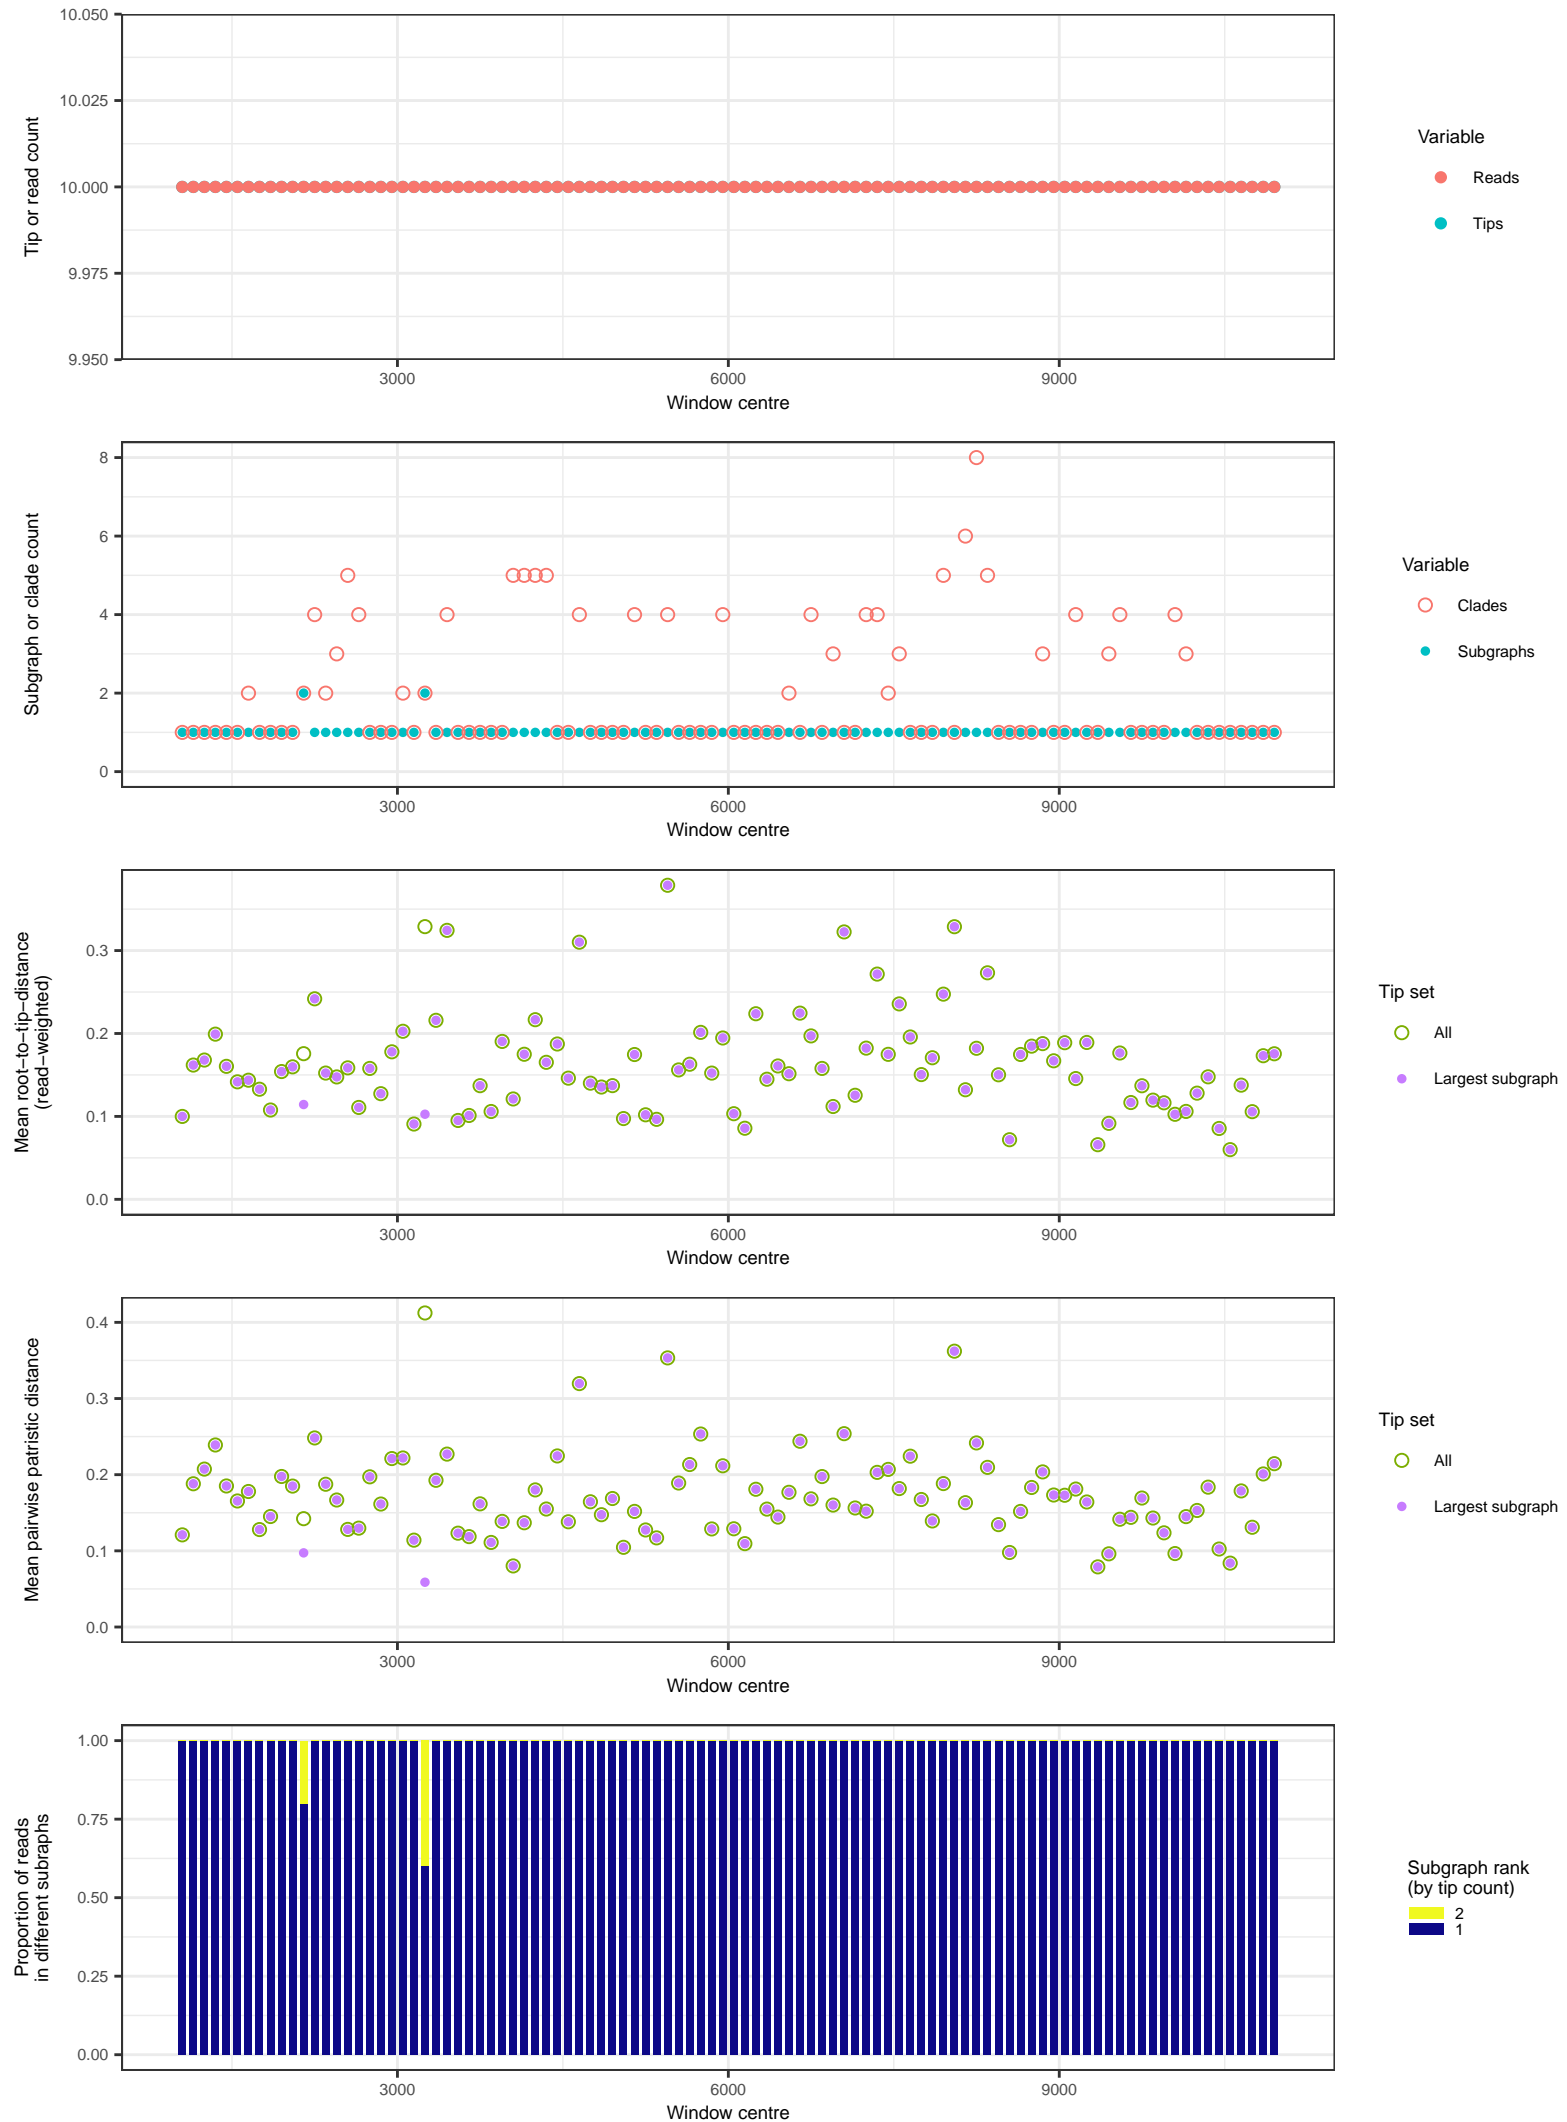 10.050
10.025
10.000
9.975
9.950
Tip or read count
3000
6000
9000
Window centre
Variable
Reads
Tips
8
6
4
2
0
Subgraph or clade count
3000
6000
9000
Window centre
Variable
Clades
Subgraphs
0.3
0.2
0.1
0.0
Mean root−to−tip−distance
(read−weighted)
3000
6000
9000
Window centre
Tip set
All
Largest subgraph
0.4
0.3
0.2
0.1
0.0
Mean pairwise patristic distance
3000
6000
9000
Window centre
Tip set
All
Largest subgraph
1.00
0.75
0.50
0.25
0.00
Proportion of reads
in different subraphs
3000
6000
9000
Window centre
Subgraph rank
(by tip count)
2
1